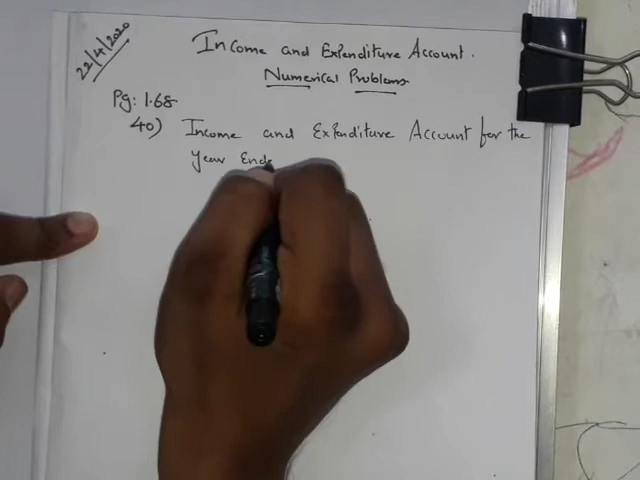 22/4/2020
Income and Expenditure Account.
Numerical Problems
Pg: 1.68
40) Income and Expenditure Account for the
Year Ende